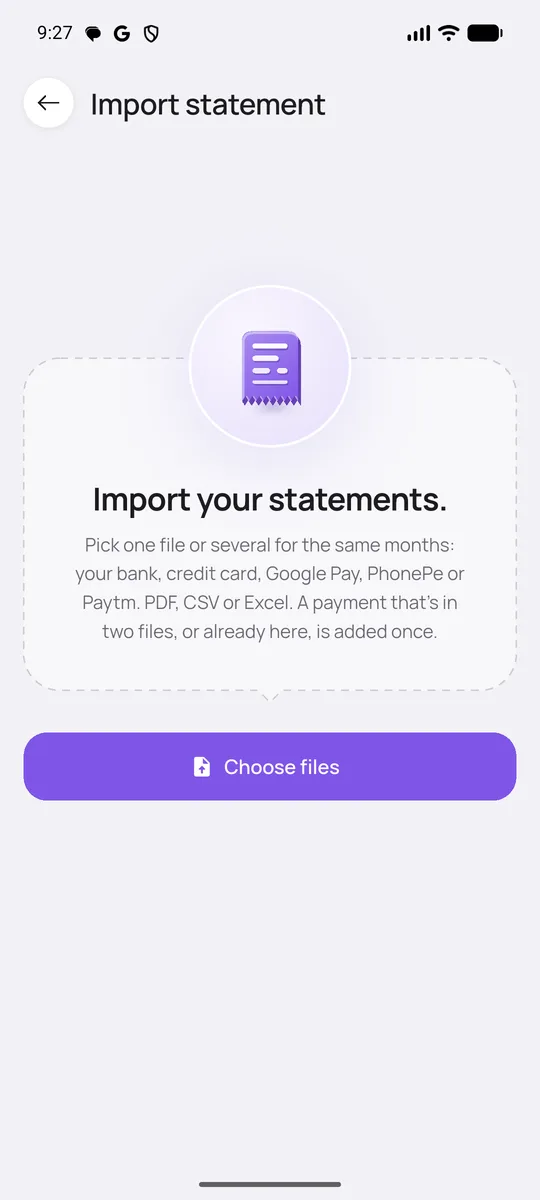 9:27
Import statement
Import your statements.
Pick one file or several for the same months:
your bank, credit card, Google Pay, PhonePe or
Paytm. PDF, CSV or Excel. A payment that's in
two files, or already here, is added once.
Choose files